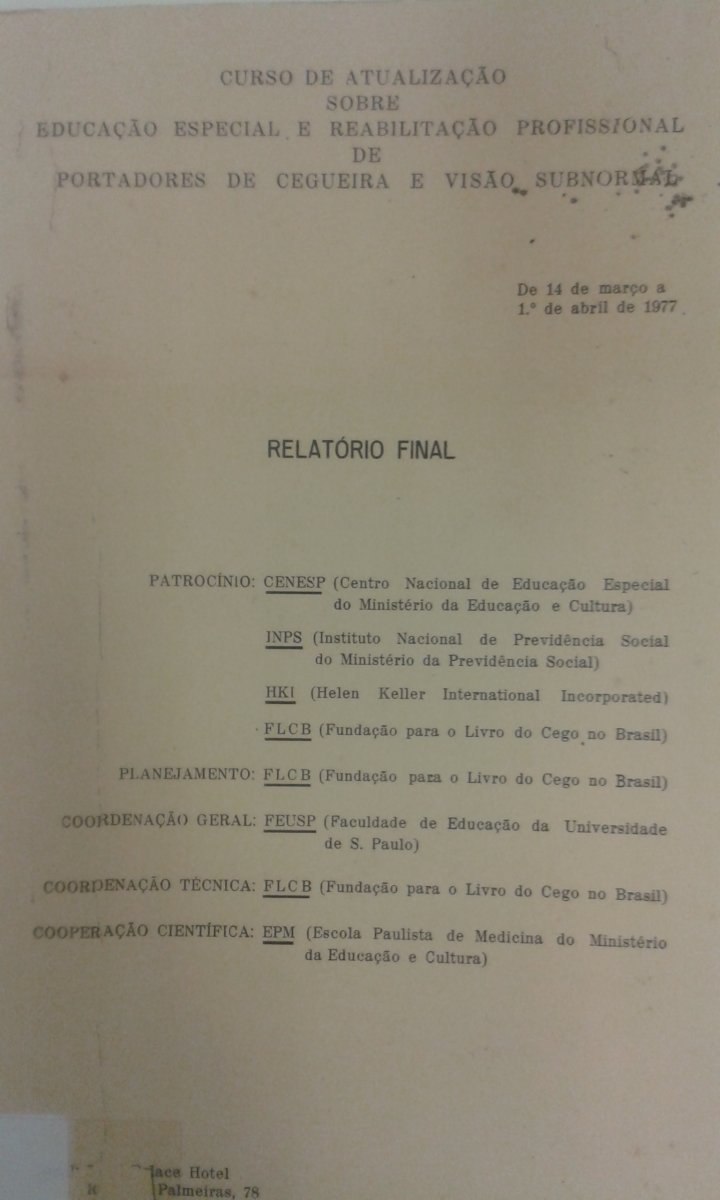 CURSO DE ATUALIZAÇÃO
SOBRE
EDUCAÇÃO ESPECIAL E REABILITAÇÃO PROFISSIONAL
DE
PORTADORES DE CEGUEIRA E VISÃO SUBNORMAL
De 14 de março a
1.º de abril de 1977
RELATÓRIO FINAL
PATROCÍNIO: CENESP (Centro Nacional de Educação Especial
do Ministério da Educação e Cultura)
INPS (Instituto Nacional de Previdência Social
do Ministério da Previdência Social)
HKI (Helen Keller International Incorporated)
FLCB (Fundação para o Livro do Cego no Brasil)
PLANEJAMENTO: FLCB (Fundação para o Livro do Cego no Brasil)
COORDENAÇÃO GERAL: FEUSP (Faculdade de Educação da Universidade
de S. Paulo)
COORDENAÇÃO TÉCNICA: FLCB (Fundação para o Livro do Cego no Brasil)
COOPERAÇÃO CIENTÍFICA: EPM (Escola Paulista de Medicina do Ministério
da Educação e Cultura)
Hotel
Palmeiras, 78